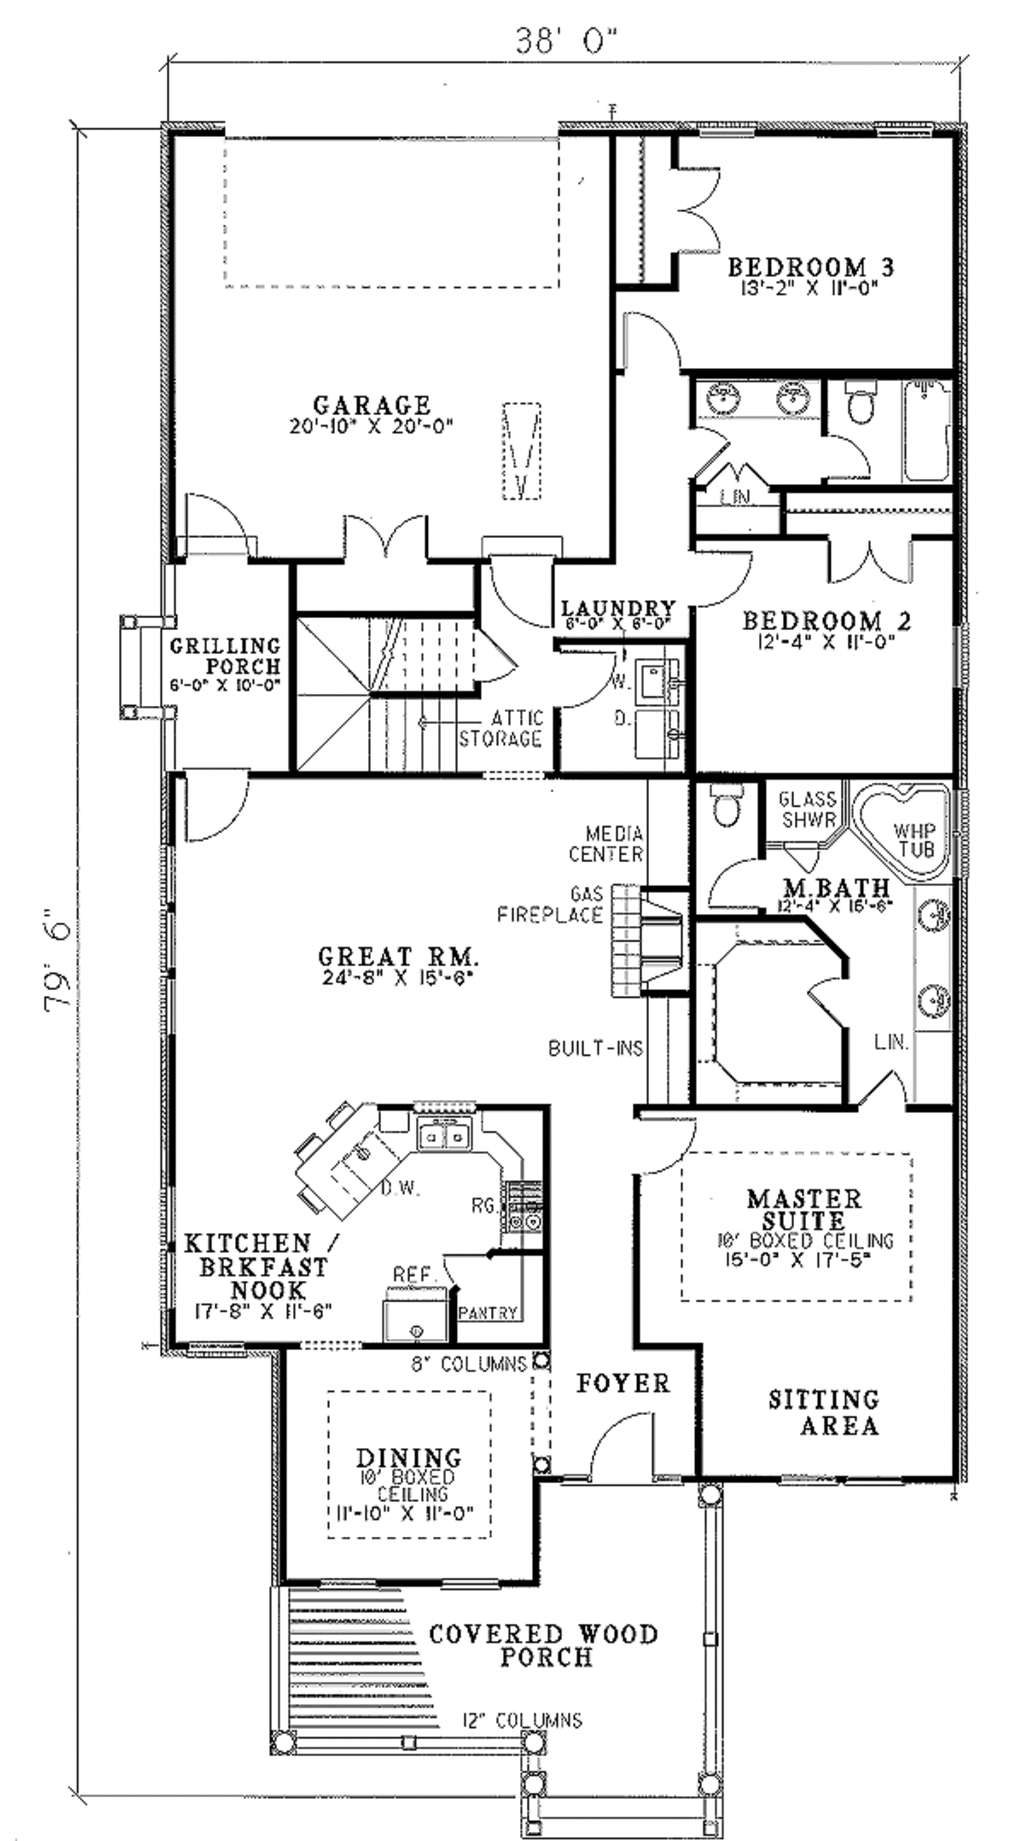 38' 0"
BEDROOM 3
13'-2" X 11'-0"
GARAGE
20'-10" X 20'-0"
LIN.
LAUNDRY
6'-0" X 6'-0"
BEDROOM 2
12'-4" X 11'-0"
GRILLING
PORCH
6'-0" X 10'-0"
W.
D.
ATTIC
STORAGE
GLASS
SHWR
WHP
TUB
MEDIA
CENTER
M.BATH
12'-4" X 16'-6"
GAS
FIREPLACE
79' 6"
GREAT RM.
24'-8" X 15'-6"
BUILT-INS
LIN.
D.W.
RG.
MASTER
SUITE
10' BOXED CEILING
15'-0" X 17'-5"
KITCHEN /
BRKFAST
NOOK
17'-8" X 11'-6"
REF.
PANTRY
8" COLUMNS
FOYER
SITTING
AREA
DINING
10' BOXED
CEILING
11'-10" X 11'-0"
COVERED WOOD
PORCH
12" COLUMNS